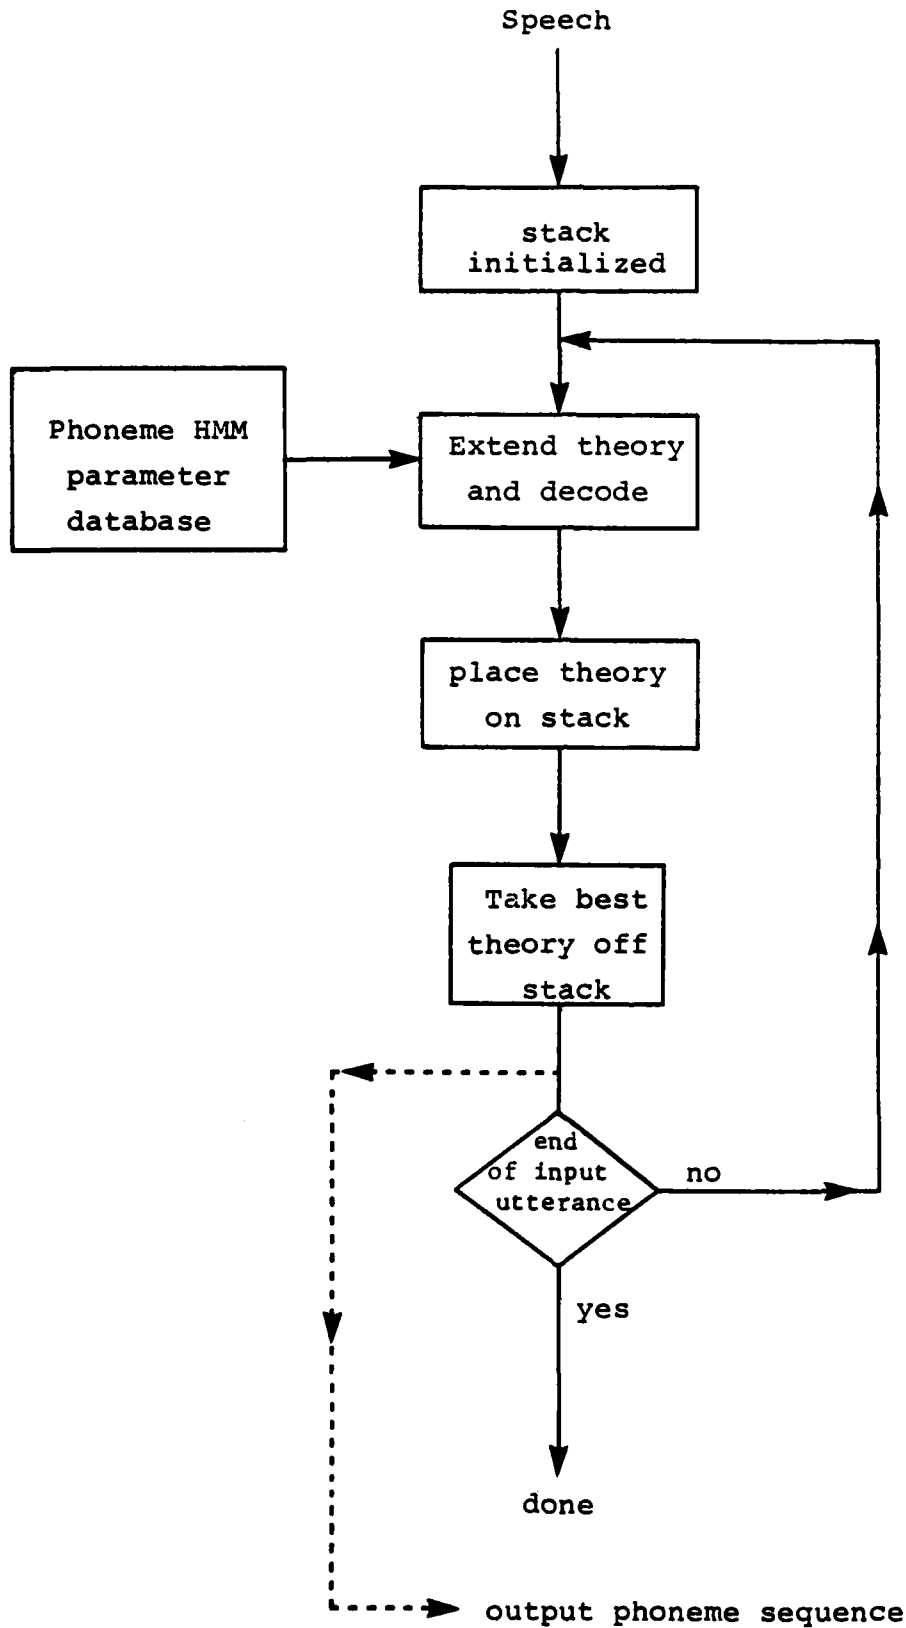 Speech
stack
initialized
Phoneme HMM
parameter
database
Extend theory
and decode
place theory
on stack
Take best
theory off
stack
end
of input
utterance
no
yes
done
output phoneme sequence